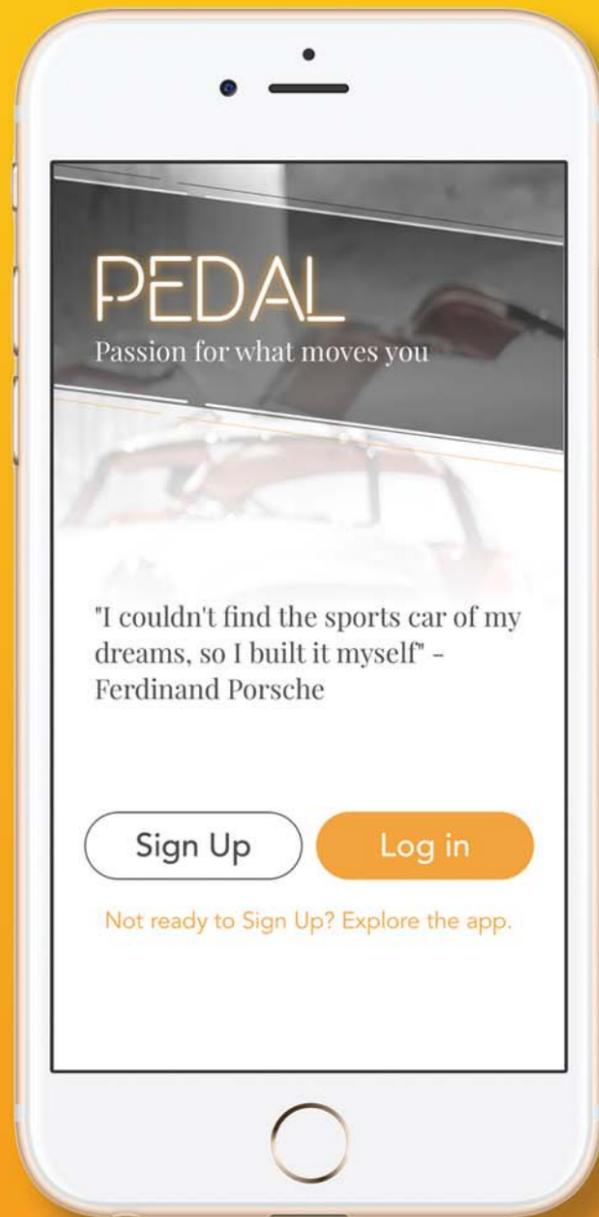 PEDAL
Passion for what moves you
"I couldn't find the sports car of my
dreams, so I built it myself" -
Ferdinand Porsche
Sign Up
Log in
Not ready to Sign Up? Explore the app.